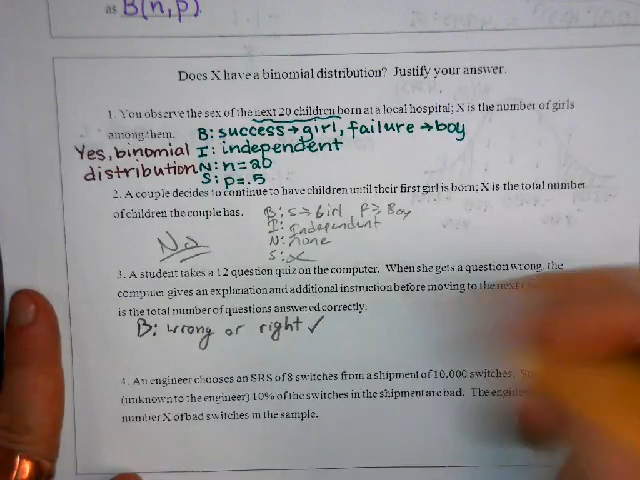 as B(n,p)
Does X have a binomial distribution? Justify your answer.
1. You observe the sex of the next 20 children born at a local hospital; X is the number of girls
among them. B: success → girl, failure → boy
Yes, binomial I: independent
distribution N: n = 20
S: p = .5
2. A couple decides to continue to have children until their first girl is born; X is the total number
of children the couple has. B: S → Girl F → Boy
I: independent
No N: none
S:
3. A student takes a 12 question quiz on the computer. When she gets a question wrong, the
computer gives an explanation and additional instruction before moving to the next
is the total number of questions answered correctly.
B: wrong or right ✓
4. An engineer chooses an SRS of 8 switches from a shipment of 10,000 switches.
(unknown to the engineer) 10% of the switches in the shipment are bad. The
number X of bad switches in the sample.